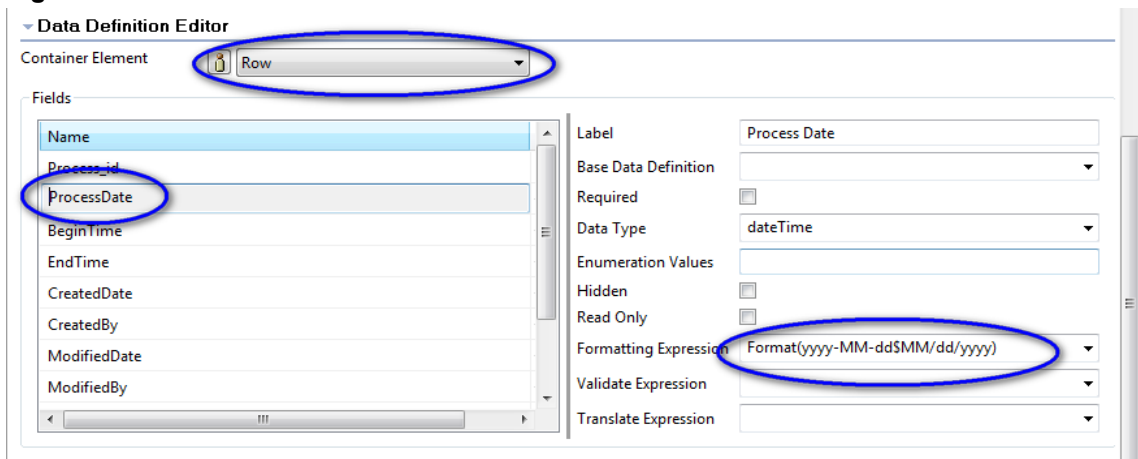 Data Definition Editor
Container Element
Row
Fields
Name
Process_id
ProcessDate
BeginTime
EndTime
CreatedDate
CreatedBy
ModifiedDate
ModifiedBy
Label Process Date
Base Data Definition
Required
Data Type dateTime
Enumeration Values
Hidden
Read Only
Formatting Expression Format(yyyy-MM-dd$MM/dd/yyyy)
Validate Expression
Translate Expression